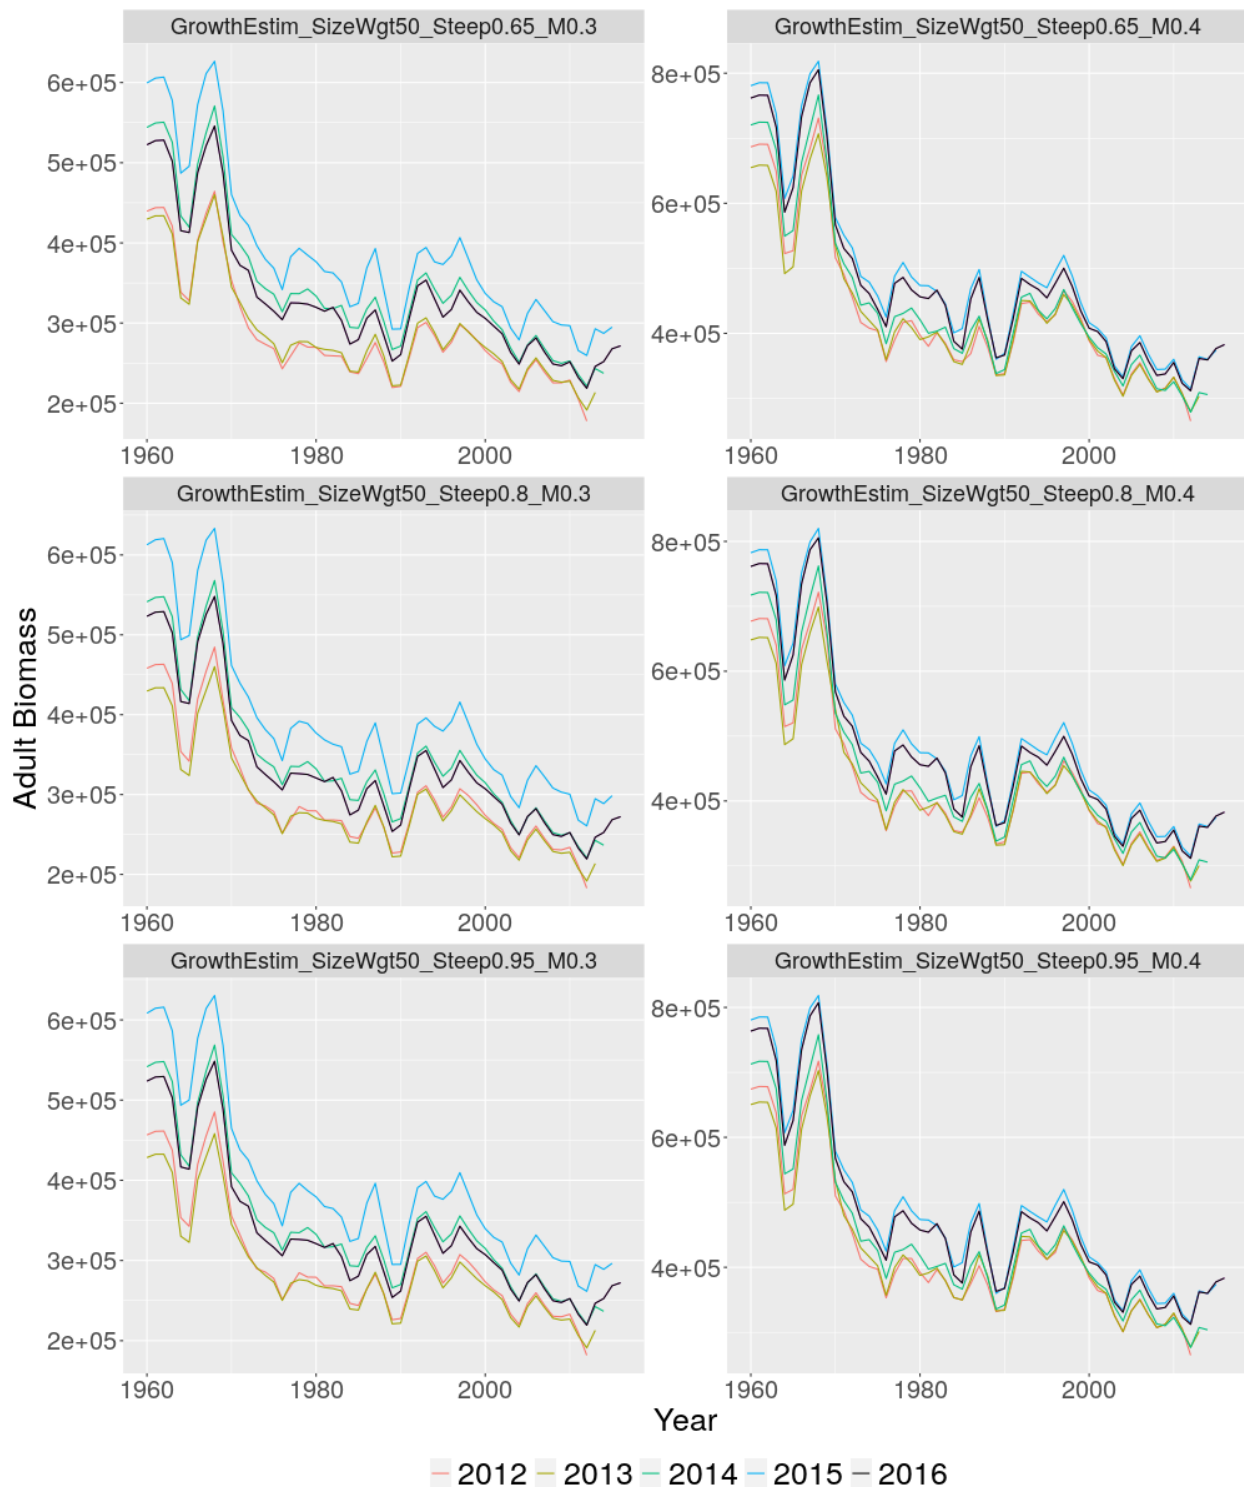 GrowthEstim_SizeWgt50_Steep0.65_M0.3
GrowthEstim_SizeWgt50_Steep0.65_M0.4
6e+05
5e+05
4e+05
3e+05
2e+05
8e+05
6e+05
4e+05
1960 1980 2000
1960 1980 2000
GrowthEstim_SizeWgt50_Steep0.8_M0.3
GrowthEstim_SizeWgt50_Steep0.8_M0.4
Adult Biomass
6e+05
5e+05
4e+05
3e+05
2e+05
8e+05
6e+05
4e+05
1960 1980 2000
1960 1980 2000
GrowthEstim_SizeWgt50_Steep0.95_M0.3
GrowthEstim_SizeWgt50_Steep0.95_M0.4
6e+05
5e+05
4e+05
3e+05
2e+05
8e+05
6e+05
4e+05
1960 1980 2000
1960 1980 2000
Year
2012 2013 2014 2015 2016